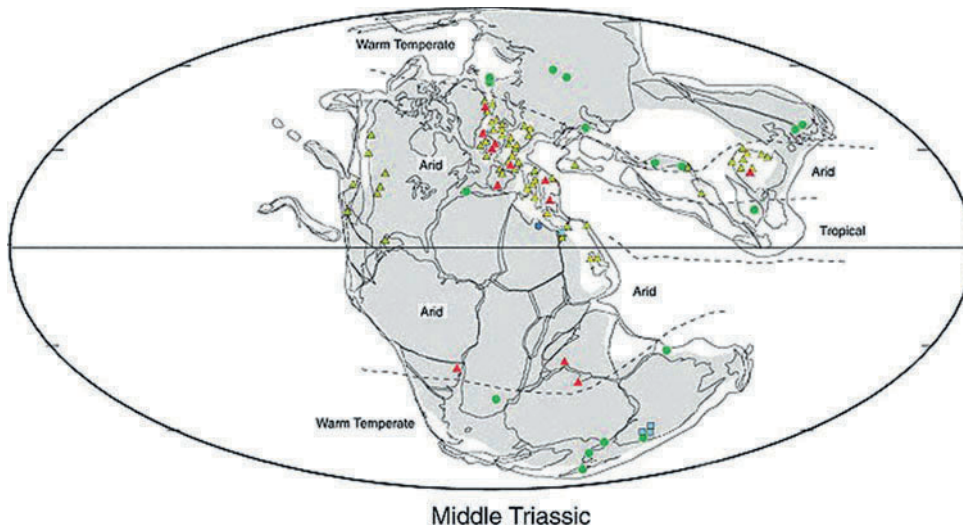 Warm Temperate
Arid
Arid
Tropical
Arid
Arid
Warm Temperate
Middle Triassic